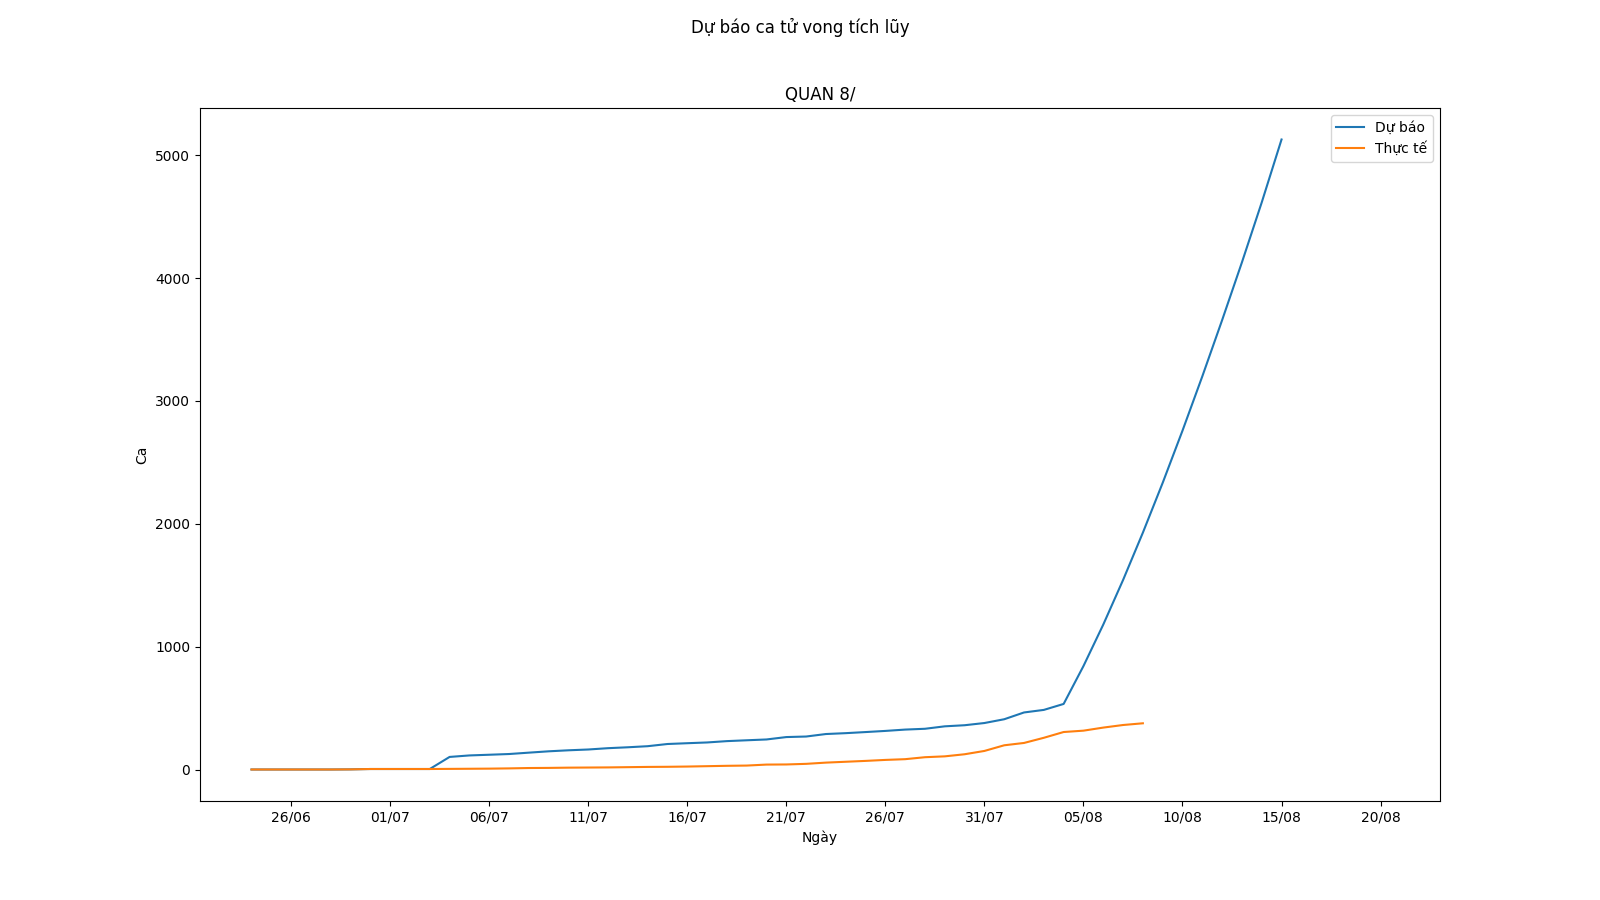 Dự báo ca tử vong tích lũy
QUAN 8/
Dự báo
Thực tế
5000
4000
3000
2000
1000
0
Ca
26/06 01/07 06/07 11/07 16/07 21/07 26/07 31/07 05/08 10/08 15/08 20/08
Ngày